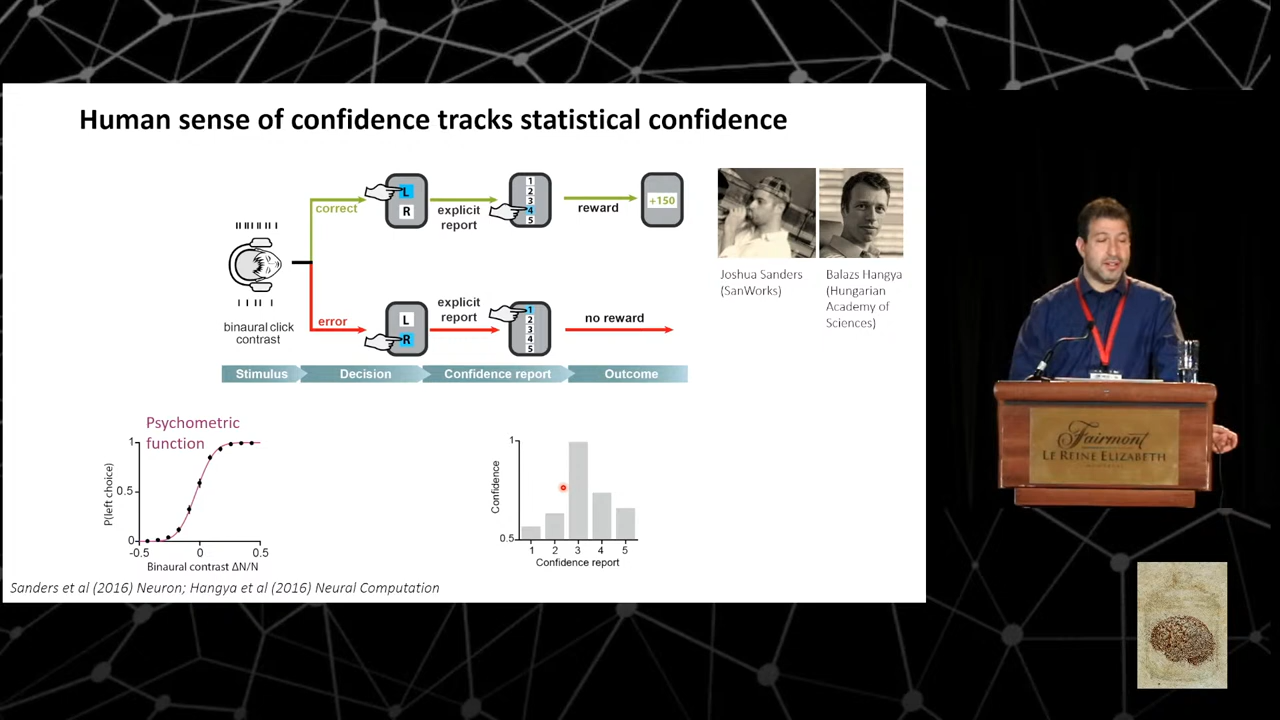 Human sense of confidence tracks statistical confidence
correct
L
R
explicit
report
1
2
3
4
5
reward
+150
binaural click
contrast
error
L
R
explicit
report
1
2
3
4
5
no reward
Stimulus
Decision
Confidence report
Outcome
Joshua Sanders
(SanWorks)
Balazs Hangya
(Hungarian
Academy of
Sciences)
Psychometric
function
P(left choice)
1
0.5
0
-0.5
0
0.5
Binaural contrast ΔN/N
Confidence
1
0.5
1
2
3
4
5
Confidence report
Sanders et al (2016) Neuron; Hangya et al (2016) Neural Computation
Fairmont
LE REINE ELIZABETH